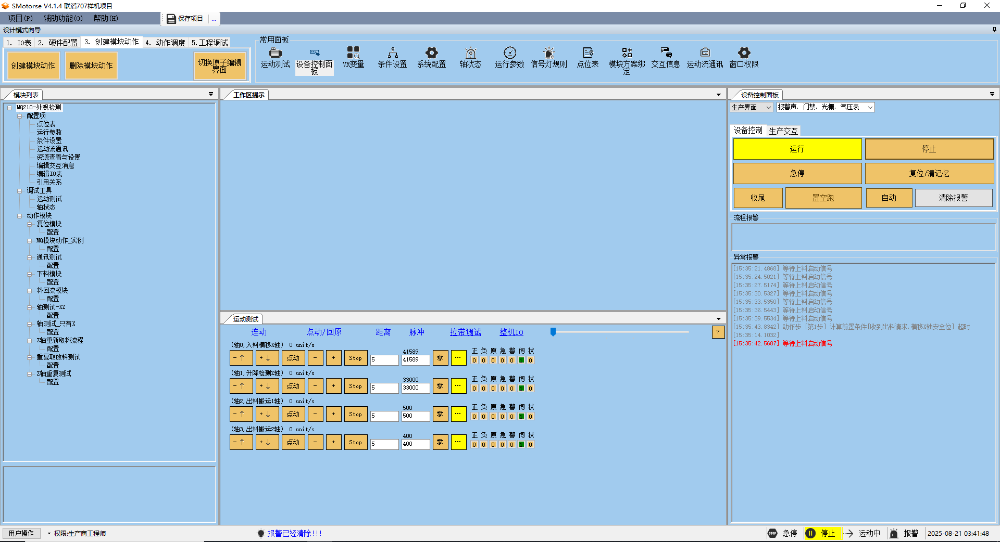 SMotorse V4.1.4 联滔707样机项目
项目(P) 辅助功能(O) 帮助(H) 保存项目 ...
设计模式向导
1. IO表 2. 硬件配置 3. 创建模块动作 4. 动作调度 5.工程调试
创建模块动作 删除模块动作 切换原子编辑界面
常用面板
运动测试 设备控制面板 VR变量 条件设置 系统配置 轴状态 运行参数 信号灯规则 点位表 模块方案绑定 交互信息 运动流通讯 窗口权限
模块列表
MQ210-外观检测
配置项
点位表
运行参数
条件设置
运动流通讯
资源查看与设置
编辑交互消息
编辑IO表
引用关系
调试工具
运动测试
轴状态
动作模块
复位模块
配置
MQ模块动作_实例
配置
通讯测试
配置
下料模块
配置
料回流模块
配置
轴测试-XZ
配置
轴测试_只有X
配置
Z轴重新取料流程
配置
重复取放料测试
配置
Z轴重复测试
配置
工作区提示
运动测试
连动 点动/回原 距离 脉冲 拉带调试 整机IO ?
(轴0,入料横移X轴) 0 unit/s
-↑ +↓ 点动 - + Stop 5 41589 41589 零 ... 正 负 原 急 警 伺 状
0 0 0 0 0 1 0
(轴1,升降检测Z轴) 0 unit/s
-↑ +↓ 点动 - + Stop 5 33000 33000 零 ... 正 负 原 急 警 伺 状
0 0 0 0 0 1 0
(轴2,出料搬运1轴) 0 unit/s
-↑ +↓ 点动 - + Stop 5 500 500 零 ... 正 负 原 急 警 伺 状
0 0 0 0 0 1 0
(轴3,出料搬运2轴) 0 unit/s
-↑ +↓ 点动 - + Stop 5 400 400 零 ... 正 负 原 急 警 伺 状
0 0 0 0 0 1 0
设备控制面板
生产界面 报警声, 门禁, 光栅, 气压表
设备控制 生产交互
运行 停止
急停 复位/清记忆
收尾 置空跑 自动 清除报警
流程报警
异常报警
[15:35:21.4868] 等待上料启动信号
[15:35:24.5021] 等待上料启动信号
[15:35:27.5174] 等待上料启动信号
[15:35:30.5327] 等待上料启动信号
[15:35:33.5350] 等待上料启动信号
[15:35:36.5443] 等待上料启动信号
[15:35:39.5534] 等待上料启动信号
[15:35:43.8342] 动作步 [第1步] 计算前置条件[收到出料请求,横移X轴安全位] 超时
[15:35:14.1032]
[15:35:42.5687] 等待上料启动信号
用户操作 权限:生产商工程师 报警已经清除!!! STOP 急停 停止 运动中 报警 2025-08-21 03:41:48